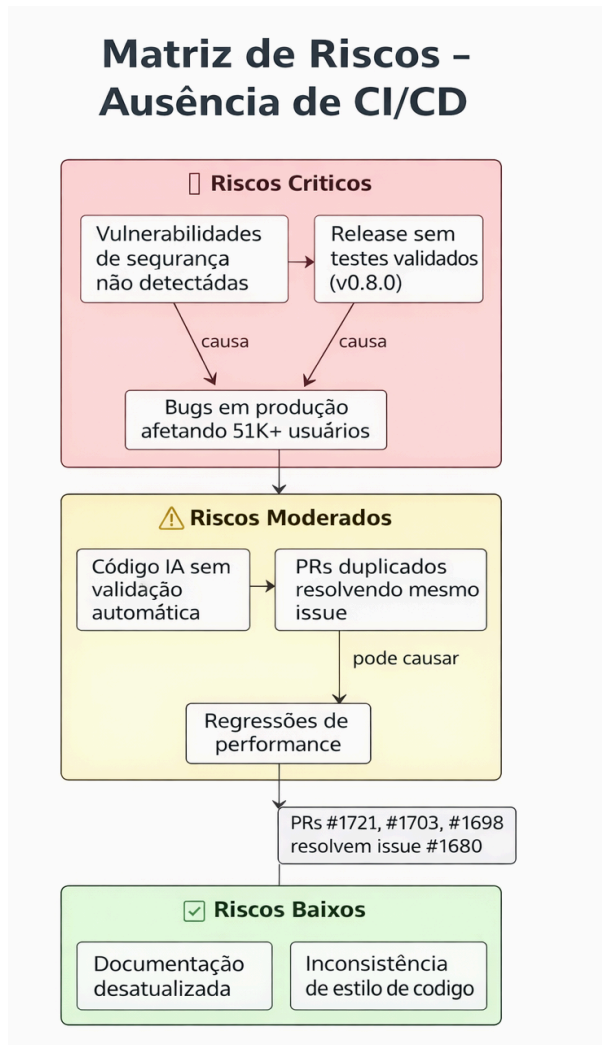 Matriz de Riscos –
Ausência de CI/CD
Riscos Criticos
Vulnerabilidades
de segurança
não detectádas
Release sem
testes validados
(v0.8.0)
causa
causa
Bugs em produção
afetando 51K+ usuários
Riscos Moderados
Código IA sem
validação
automática
PRs duplicados
resolvendo mesmo
issue
pode causar
Regressões de
performance
PRs #1721, #1703, #1698
resolvem issue #1680
Riscos Baixos
Documentação
desatualizada
Inconsistência
de estilo de codigo